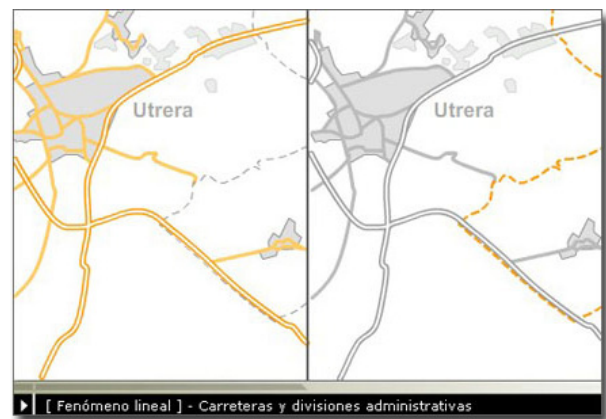 Utrera
Utrera
[ Fenómeno lineal ] - Carreteras y divisiones administrativas